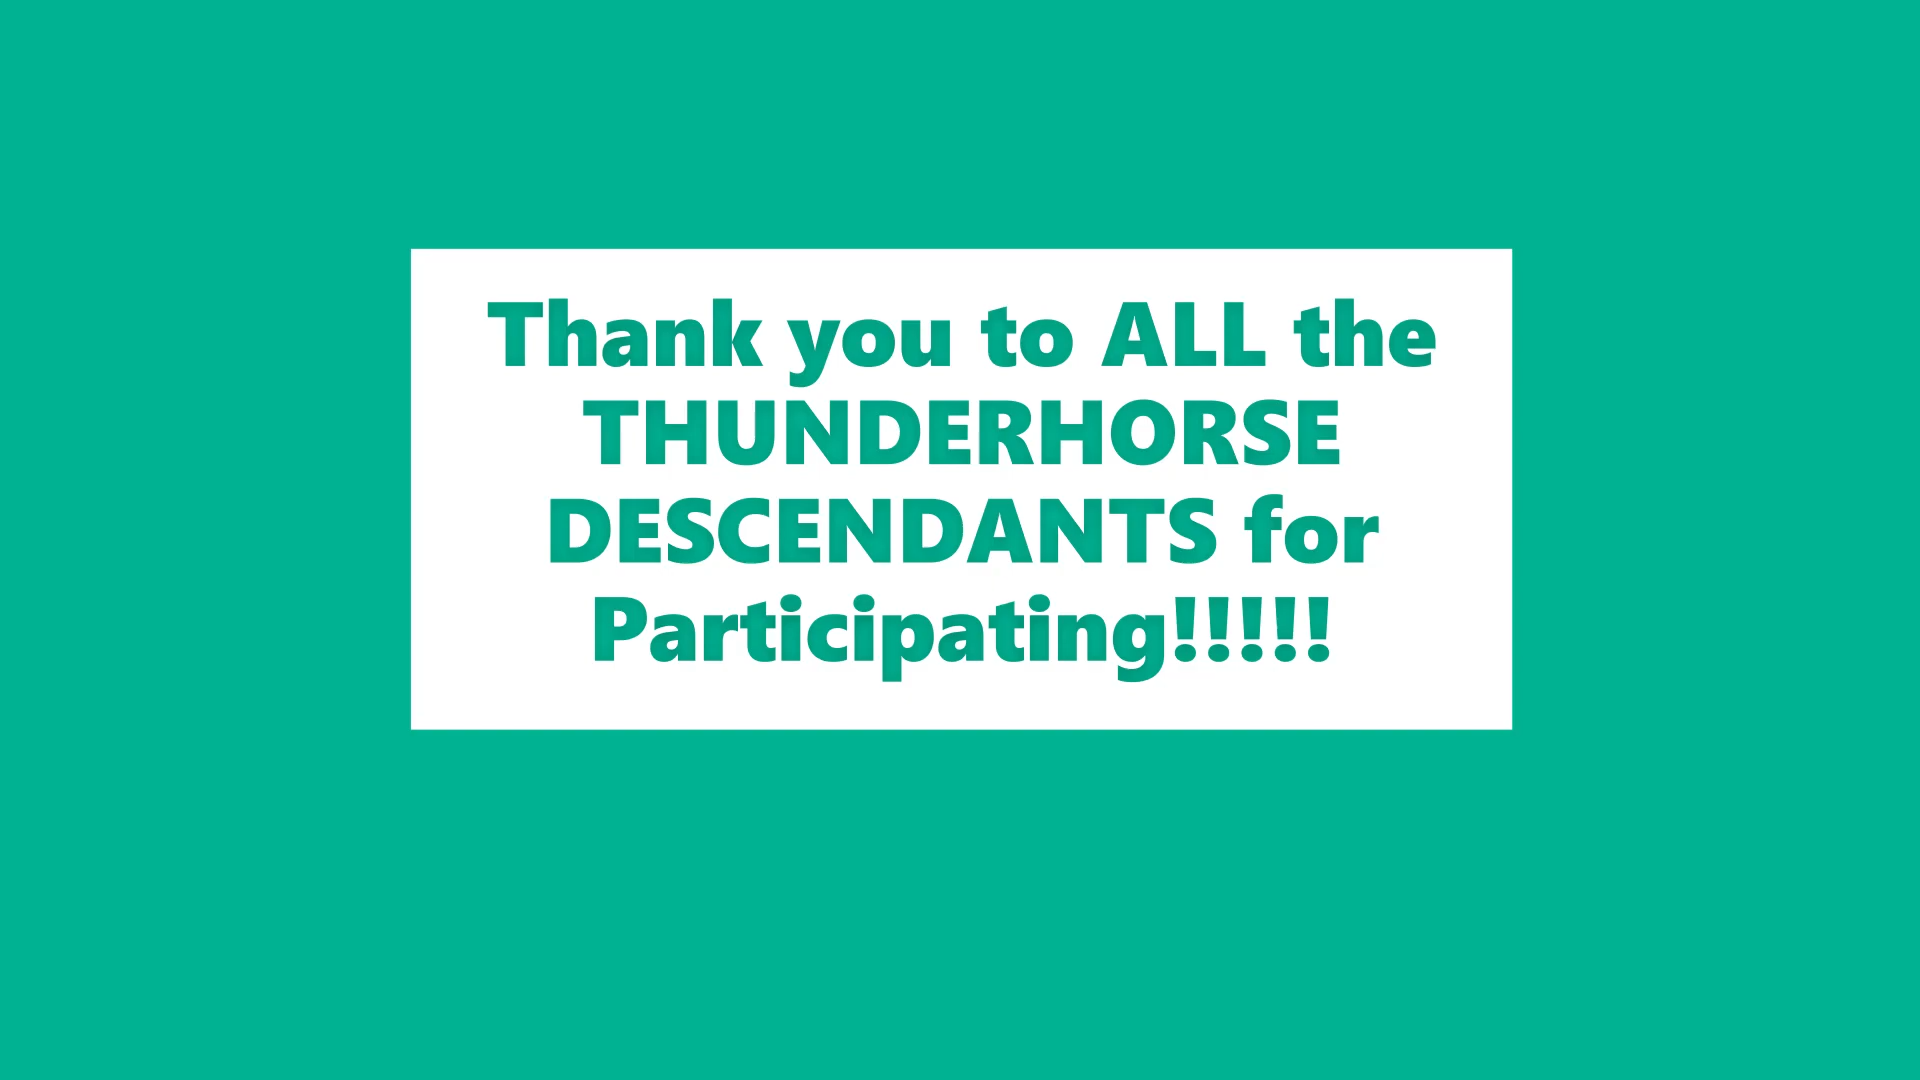 Thank you to ALL the
THUNDERHORSE
DESCENDANTS for
Participating!!!!!